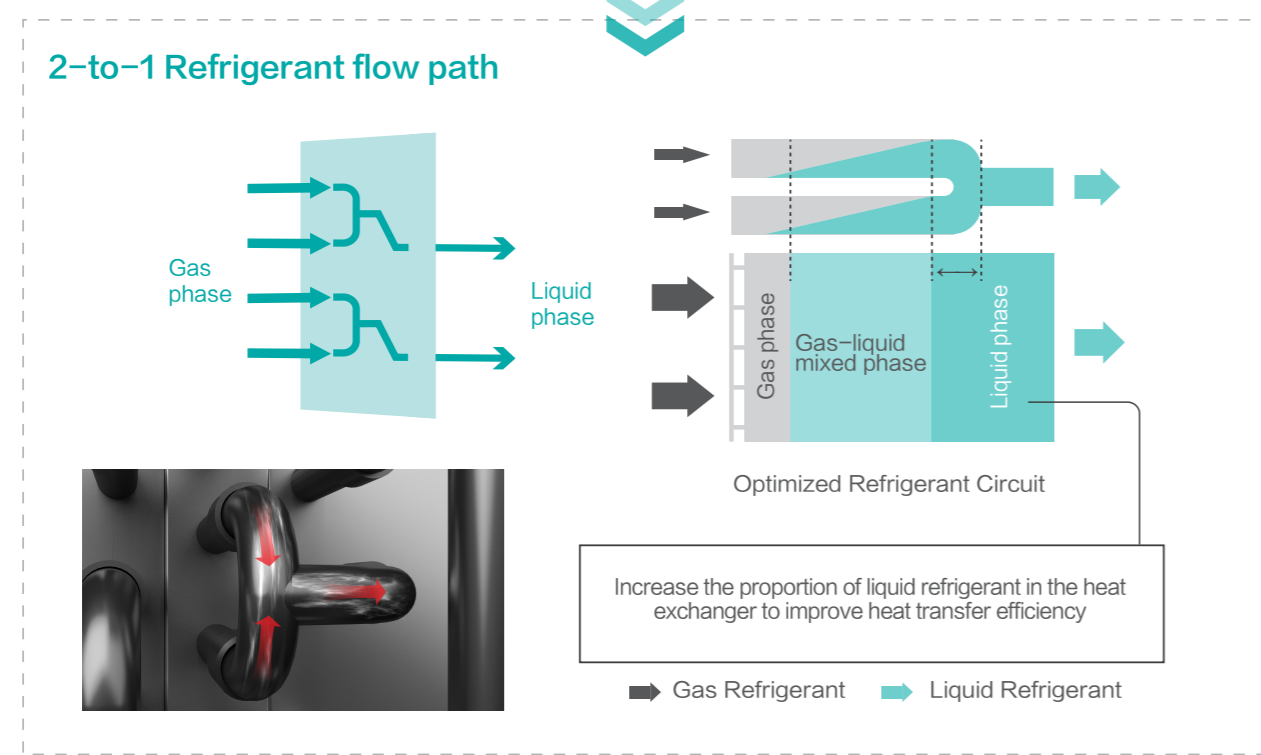 2-to-1 Refrigerant flow path
Gas
phase
Liquid
phase
Gas phase
Gas-liquid
mixed phase
Liquid phase
Optimized Refrigerant Circuit
Increase the proportion of liquid refrigerant in the heat
exchanger to improve heat transfer efficiency
Gas Refrigerant
Liquid Refrigerant